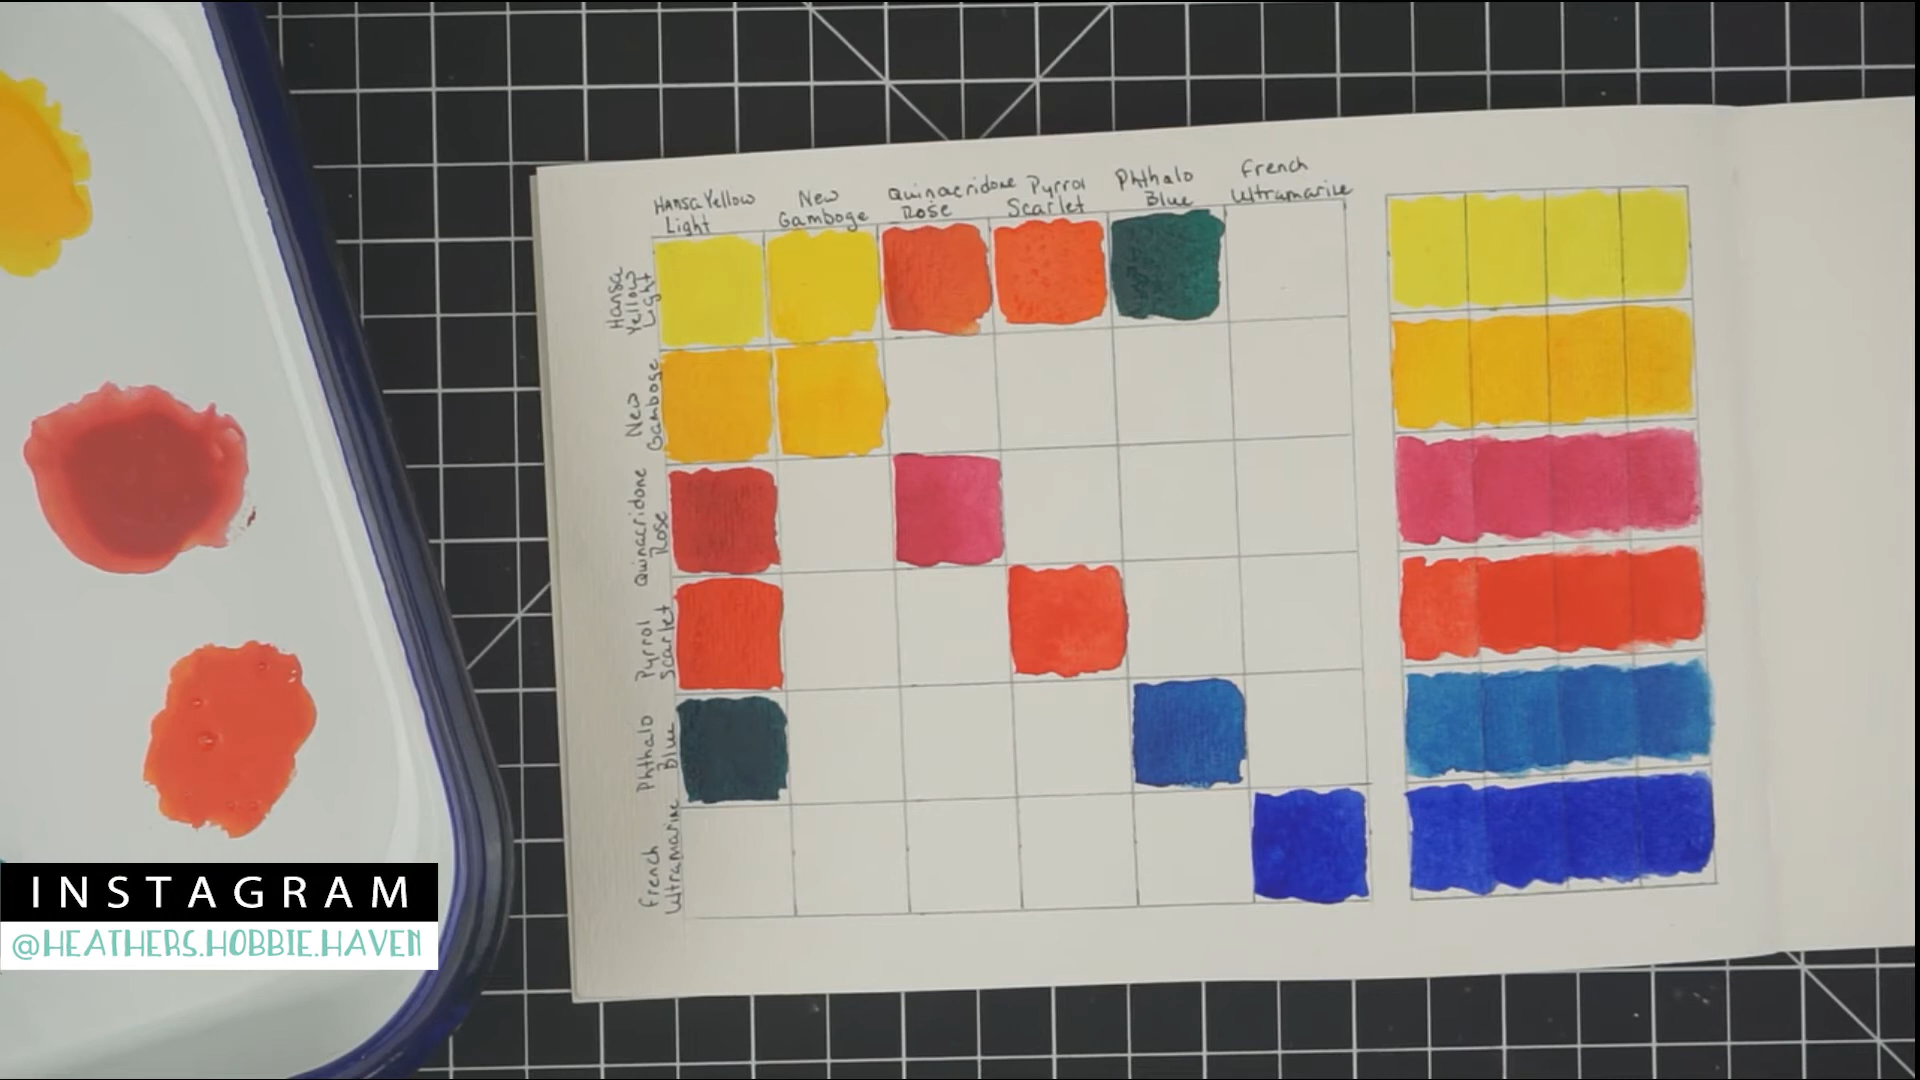 Hansa Yellow
Light
New
Gamboge
Quinacridone
Rose
Pyrrol
Scarlet
Phthalo
Blue
French
Ultramarine
Hansa
Yellow
Light
New
Gamboge
Quinacridone
Rose
Pyrrol
Scarlet
Phthalo
Blue
French
Ultramarine
INSTAGRAM
@HEATHERS.HOBBIE.HAVEN